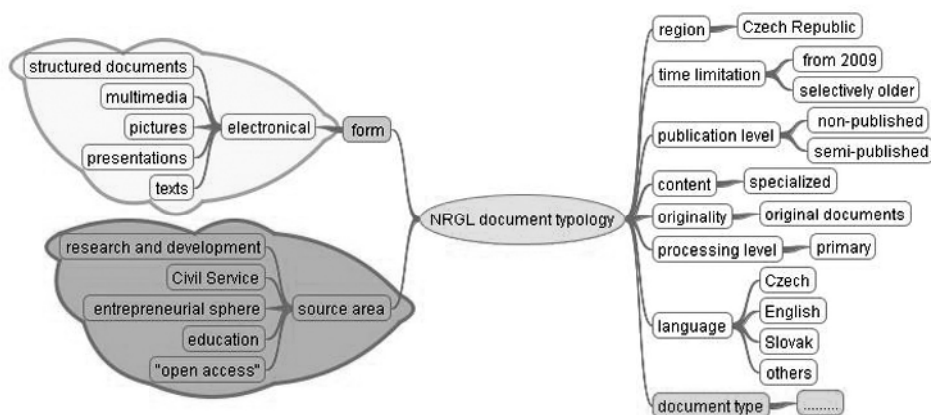 structured documents
multimedia
pictures
presentations
texts
electronical
form
research and development
Civil Service
entrepreneurial sphere
education
"open access"
source area
NRGL document typology
region
Czech Republic
time limitation
from 2009
selectively older
publication level
non-published
semi-published
content
specialized
originality
original documents
processing level
primary
language
Czech
English
Slovak
others
document type
.........